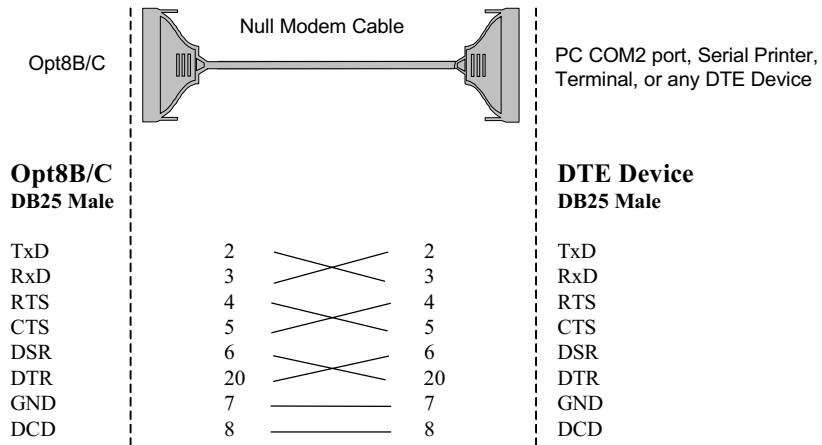 Null Modem Cable
Opt8B/C
PC COM2 port, Serial Printer,
Terminal, or any DTE Device
Opt8B/C DTE Device
DB25 Male DB25 Male
TxD 2 2 TxD
RxD 3 3 RxD
RTS 4 4 RTS
CTS 5 5 CTS
DSR 6 6 DSR
DTR 20 20 DTR
GND 7 7 GND
DCD 8 8 DCD